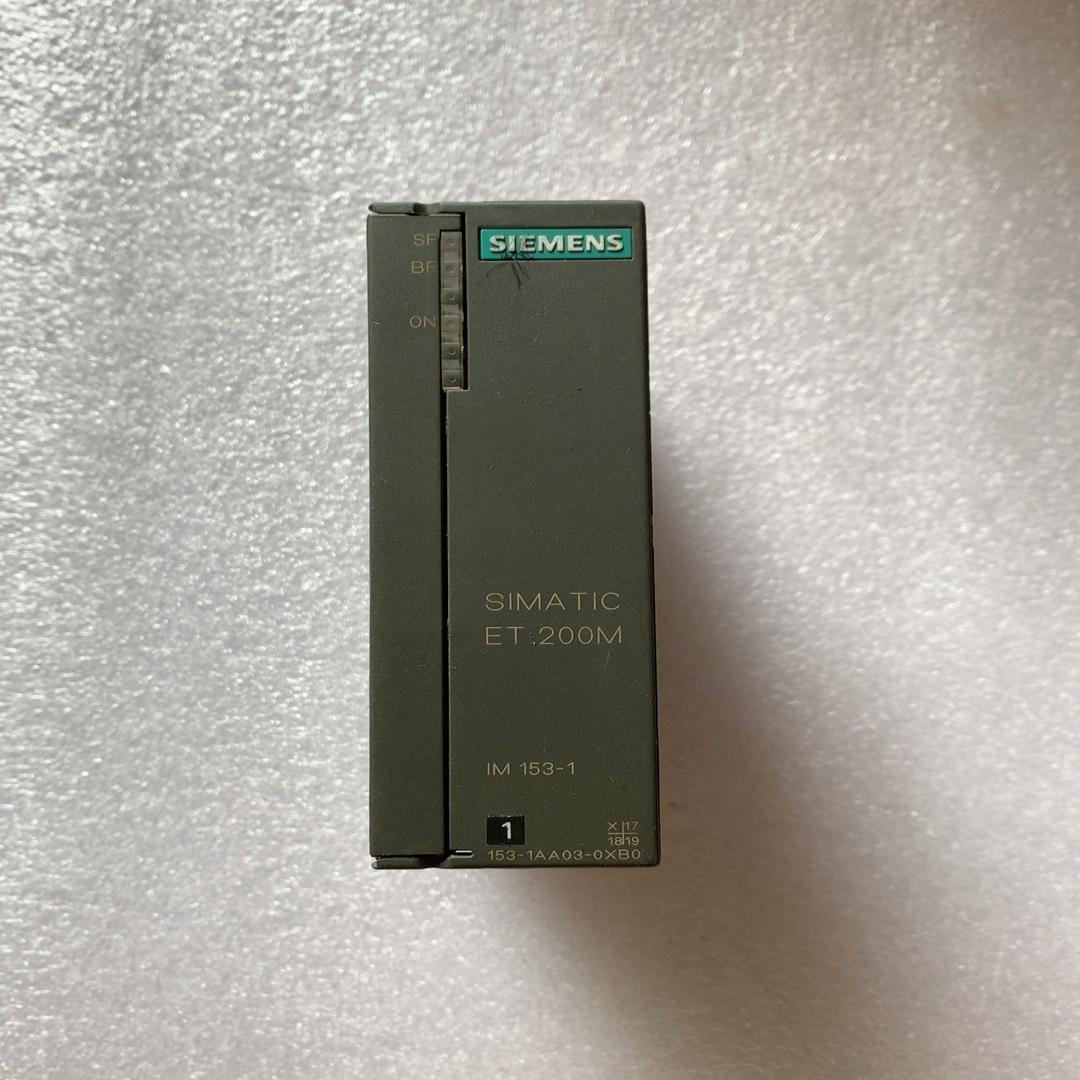 SF
BF
ON
SIEMENS
SIMATIC
ET 200M
IM 153-1
1
X 17
18 19
153-1AA03-0XB0